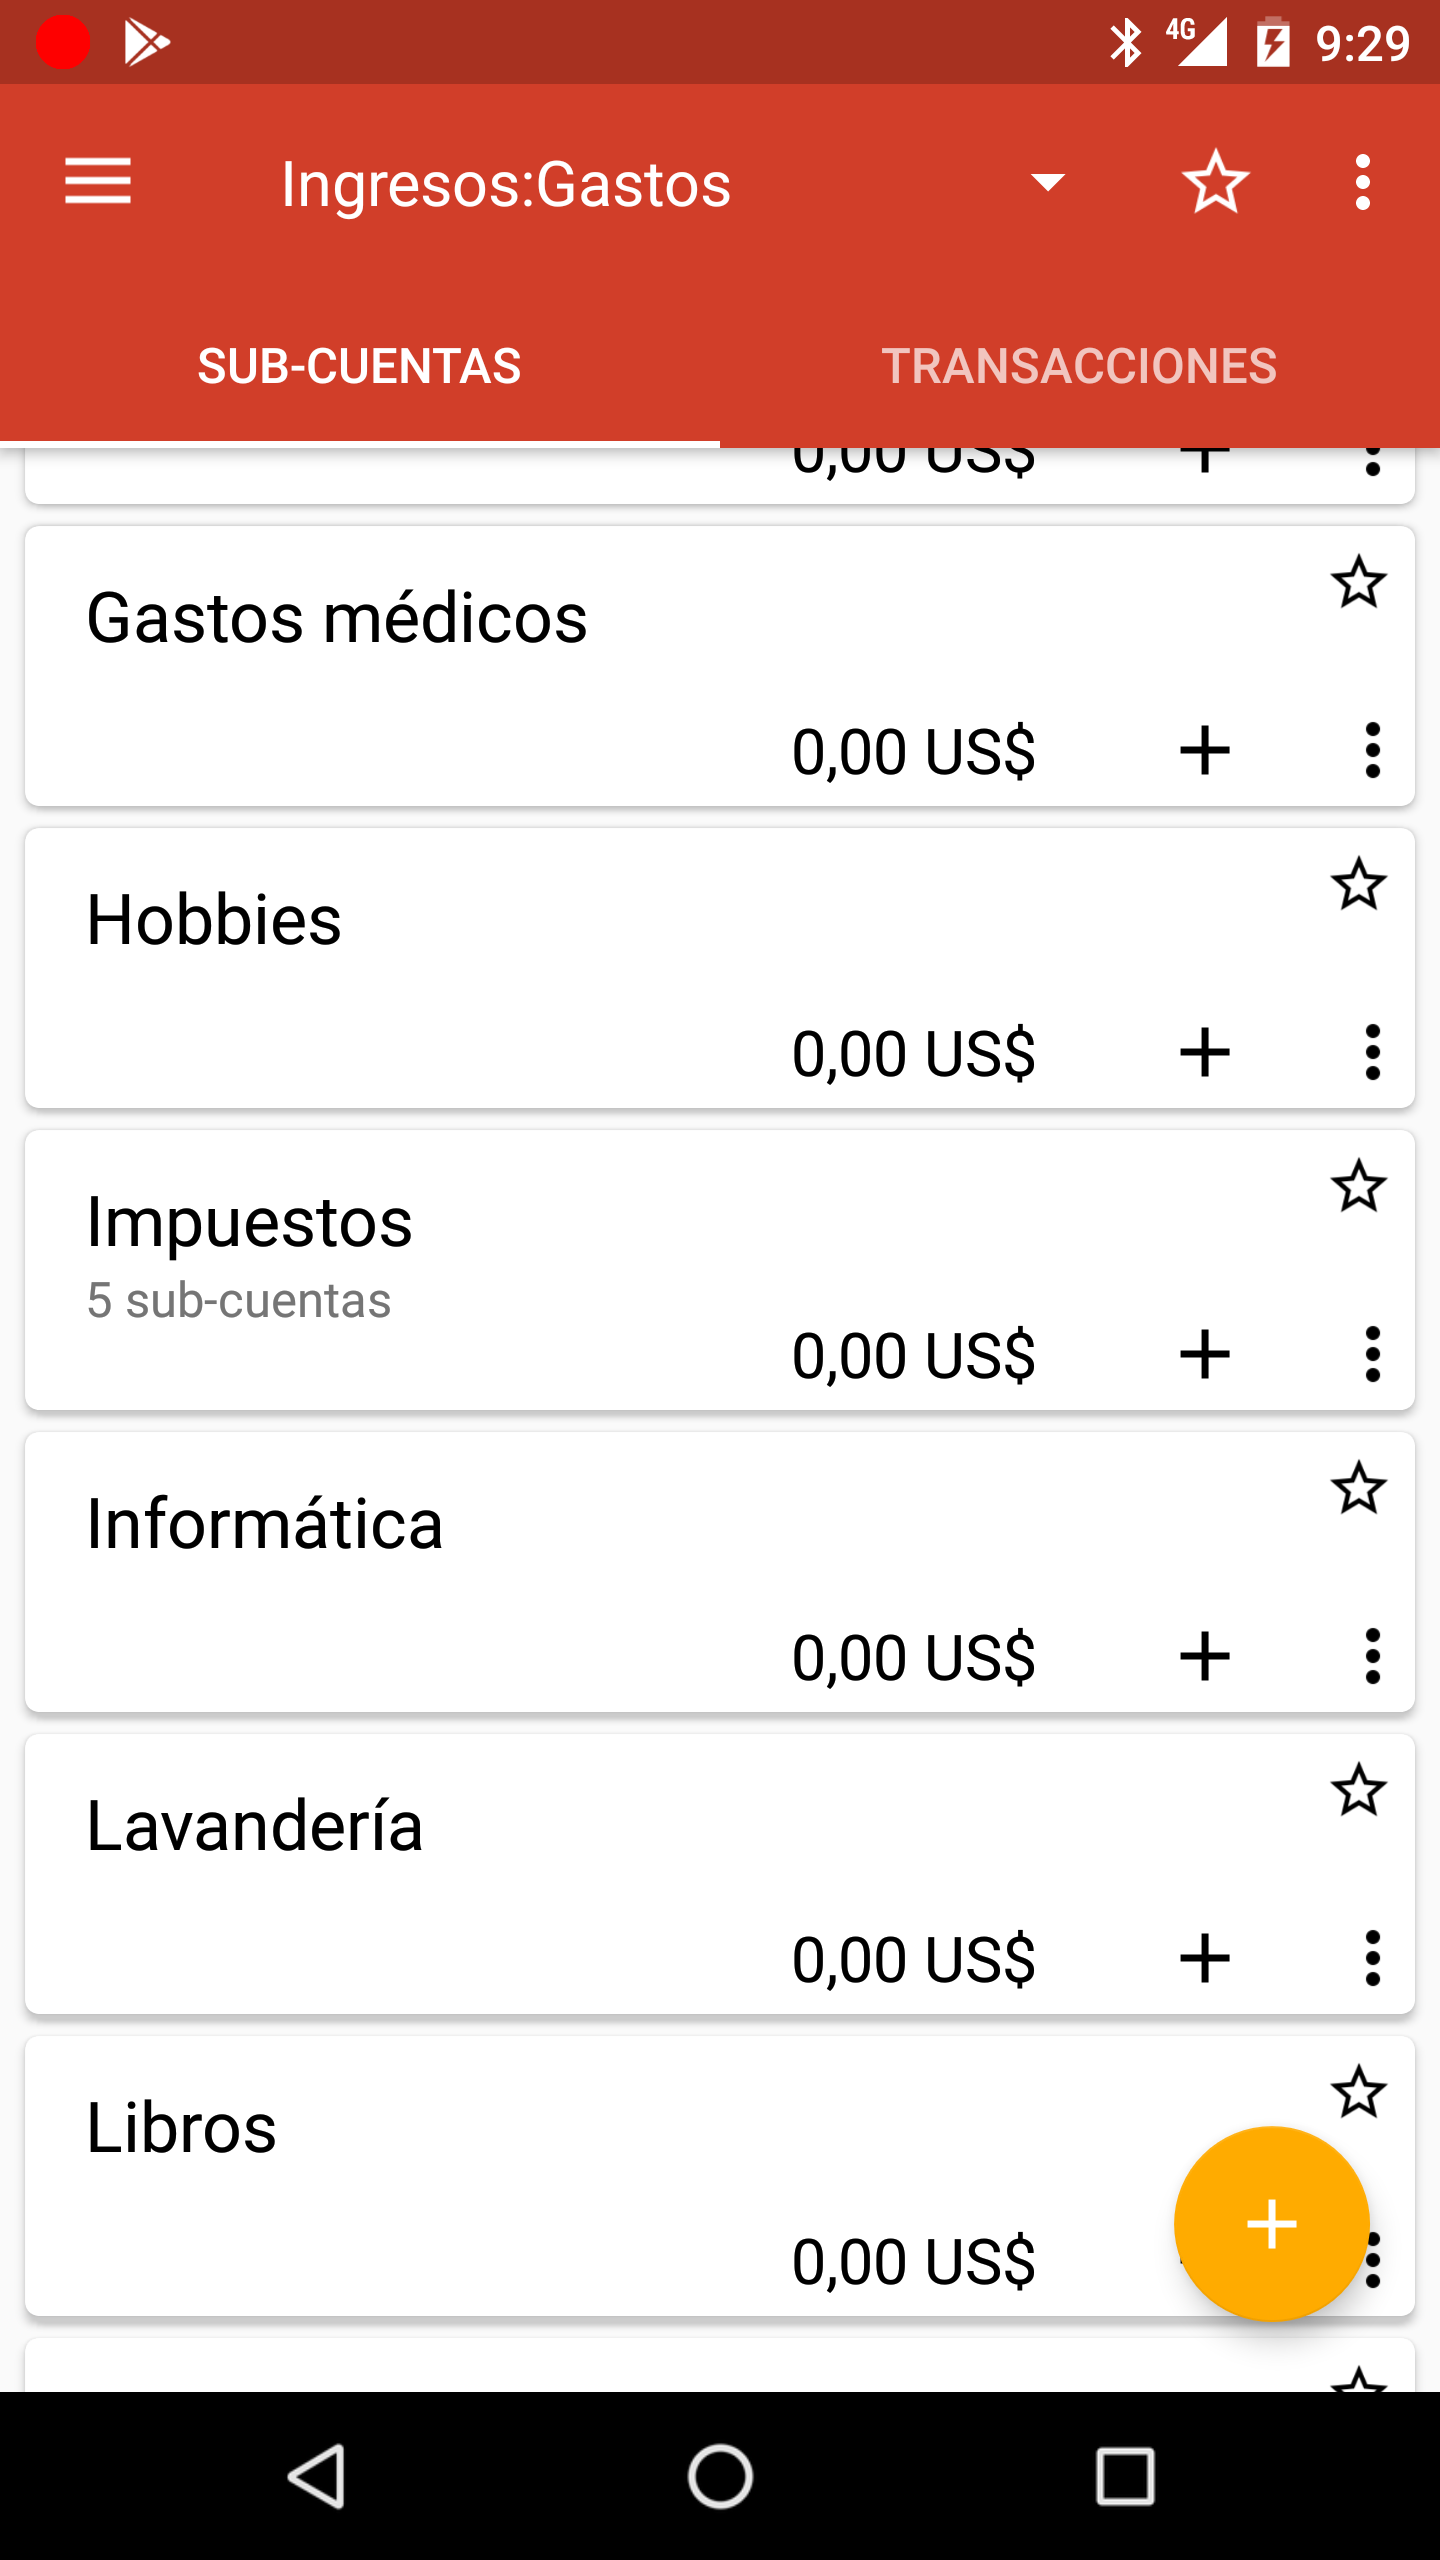 4G 9:29
Ingresos:Gastos
SUB-CUENTAS TRANSACCIONES
0,00 US$
Gastos médicos
0,00 US$
Hobbies
0,00 US$
Impuestos
5 sub-cuentas
0,00 US$
Informática
0,00 US$
Lavandería
0,00 US$
Libros
0,00 US$